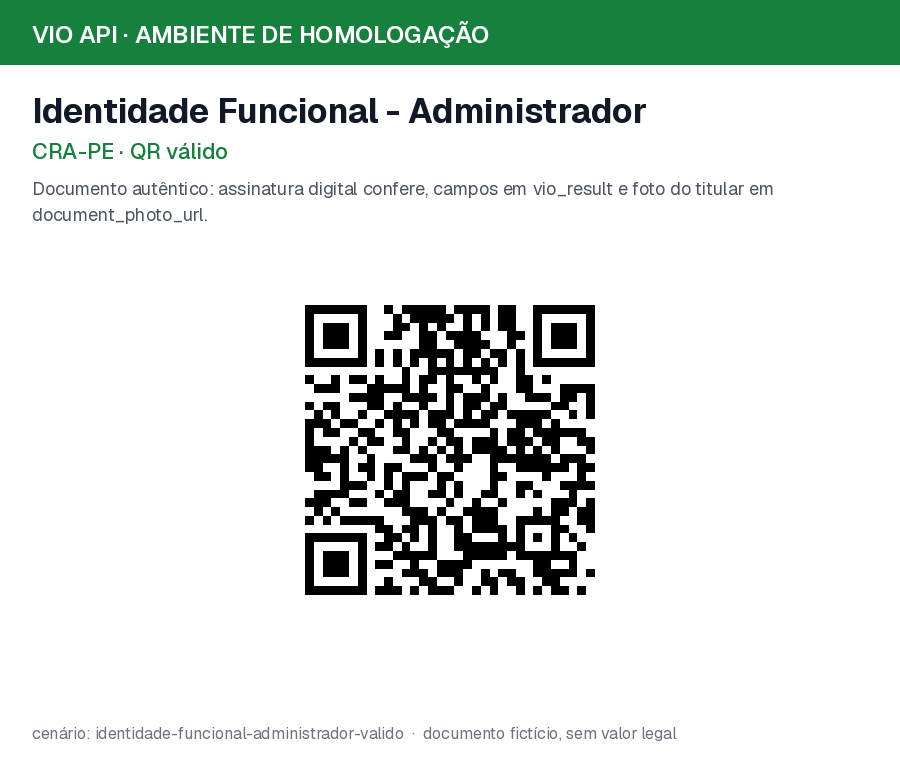 VIO API · AMBIENTE DE HOMOLOGAÇÃO
Identidade Funcional - Administrador
CRA-PE · QR válido
Documento autêntico: assinatura digital confere, campos em vio_result e foto do titular em
document_photo_url.
cenário: identidade-funcional-administrador-valido · documento fictício, sem valor legal